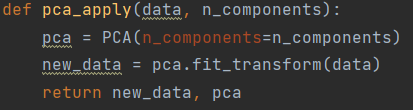 def pca_apply(data, n_components):
    pca = PCA(n_components=n_components)
    new_data = pca.fit_transform(data)
    return new_data, pca